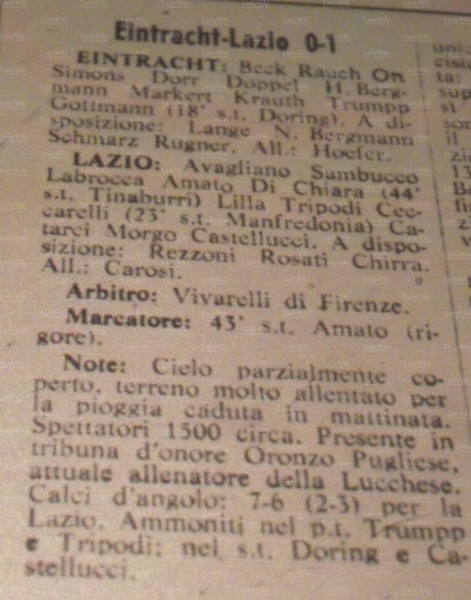 Eintracht-Lazio 0-1
EINTRACHT: Beck Rauch Oh
Simons Dorr Doppel H. Berg-
mann Markert Krauth Trumpp
Gottmann (18' s.t. Doring). A di-
sposizione: Lange N. Bergmann
Schmarz Rugner. All.: Hoefer.
LAZIO: Avagliano Sambucco
Labrocca Amato Di Chiara (44'
s.t. Tinaburri) Lilla Tripodi Cec-
carelli (23' s.t. Manfredonia) Ca-
tarci Morgo Castellucci. A dispo-
sizione: Rezzoni Rosati Chirra.
All.: Carosi.
Arbitro: Vivarelli di Firenze.
Marcatore: 43' s.t. Amato (ri-
gore).
Note: Cielo parzialmente co-
perto, terreno molto allentato per
la pioggia caduta in mattinata.
Spettatori 1500 circa. Presente in
tribuna d'onore Oronzo Pugliese,
attuale allenatore della Lucchese.
Calci d'angolo: 7-6 (2-3) per la
Lazio. Ammoniti nel p.t. Trumpp
e Tripodi; nel s.t. Doring e Ca-
stellucci.